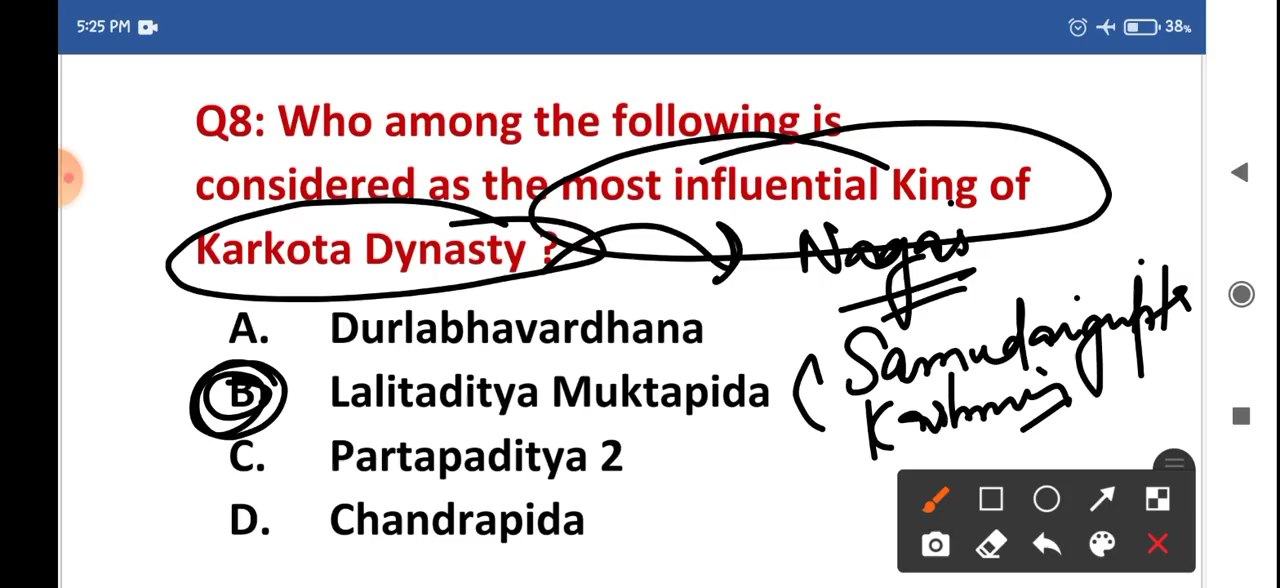 5:25 PM
38%
Q8: Who among the following is
considered as the most influential King of
Karkota Dynasty ?
Nagas
A. Durlabhavardhana
B. Lalitaditya Muktapida
Samudargupta
Kashmir
C. Partapaditya 2
D. Chandrapida